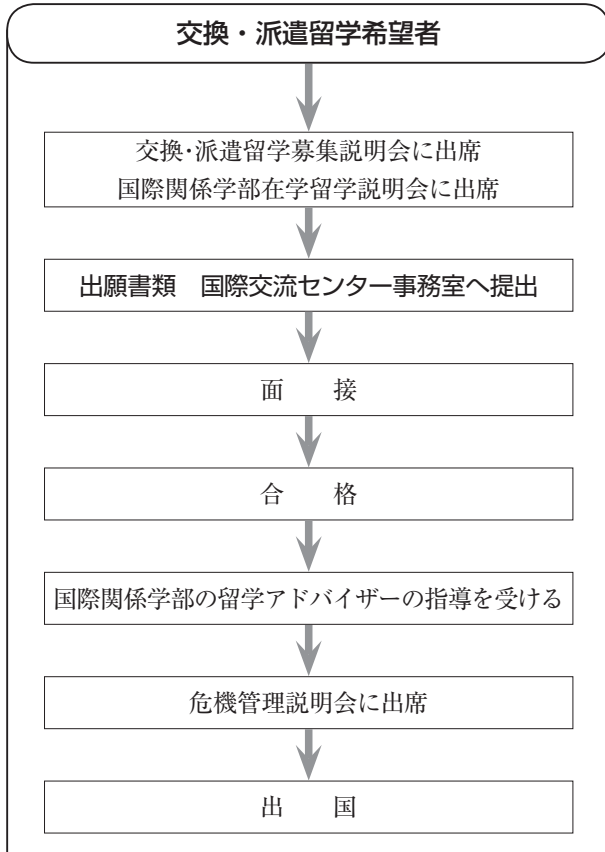 交換・派遣留学希望者
交換･派遣留学募集説明会に出席
国際関係学部在学留学説明会に出席
出願書類　国際交流センター事務室へ提出
面　　接
合　　格
国際関係学部の留学アドバイザーの指導を受ける
危機管理説明会に出席
出　　国